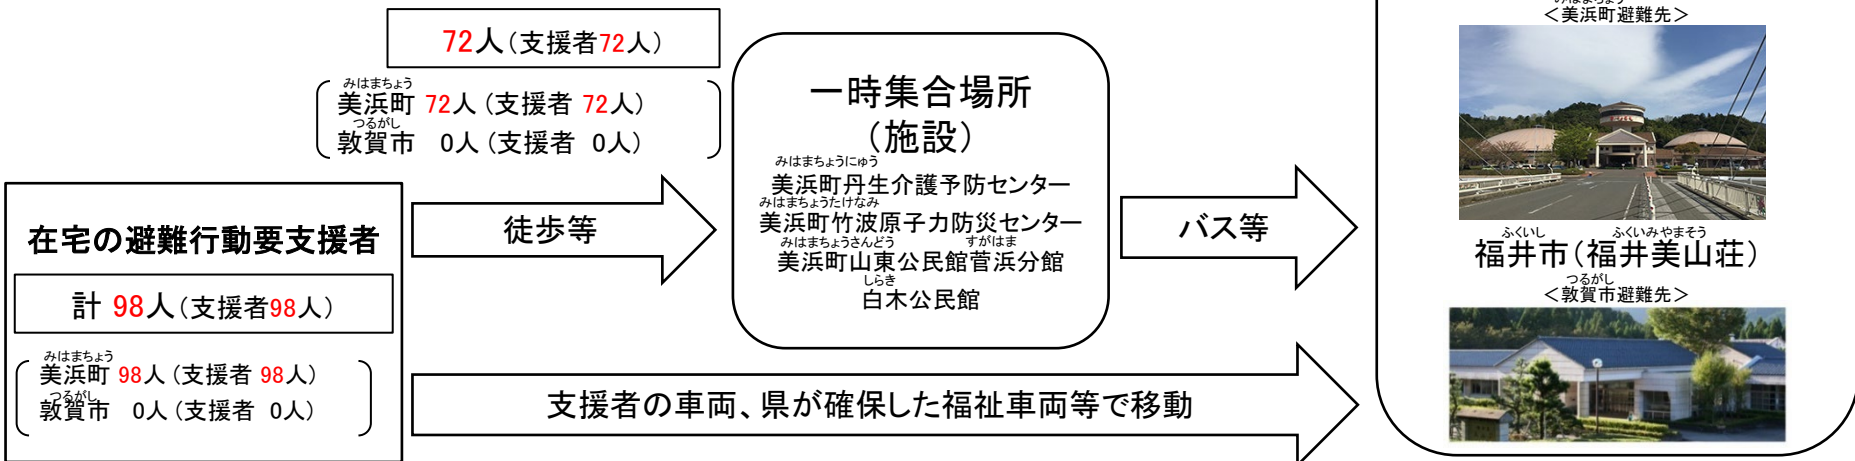 72人(支援者72人)
みはまちょう
美浜町 72人(支援者 72人)
つるがし
敦賀市 0人(支援者 0人)
在宅の避難行動要支援者
計 98人(支援者98人)
みはまちょう
美浜町 98人(支援者 98人)
つるがし
敦賀市 0人(支援者 0人)
徒歩等
一時集合場所
(施設)
みはまちょうにゅう
美浜町丹生介護予防センター
みはまちょうたけなみ
美浜町竹波原子力防災センター
みはまちょうさんどう すがはま
美浜町山東公民館菅浜分館
しらき
白木公民館
バス等
支援者の車両、県が確保した福祉車両等で移動
みはまちょう
＜美浜町避難先＞
ふくいし ふくいみやまそう
福井市(福井美山荘)
つるがし
＜敦賀市避難先＞